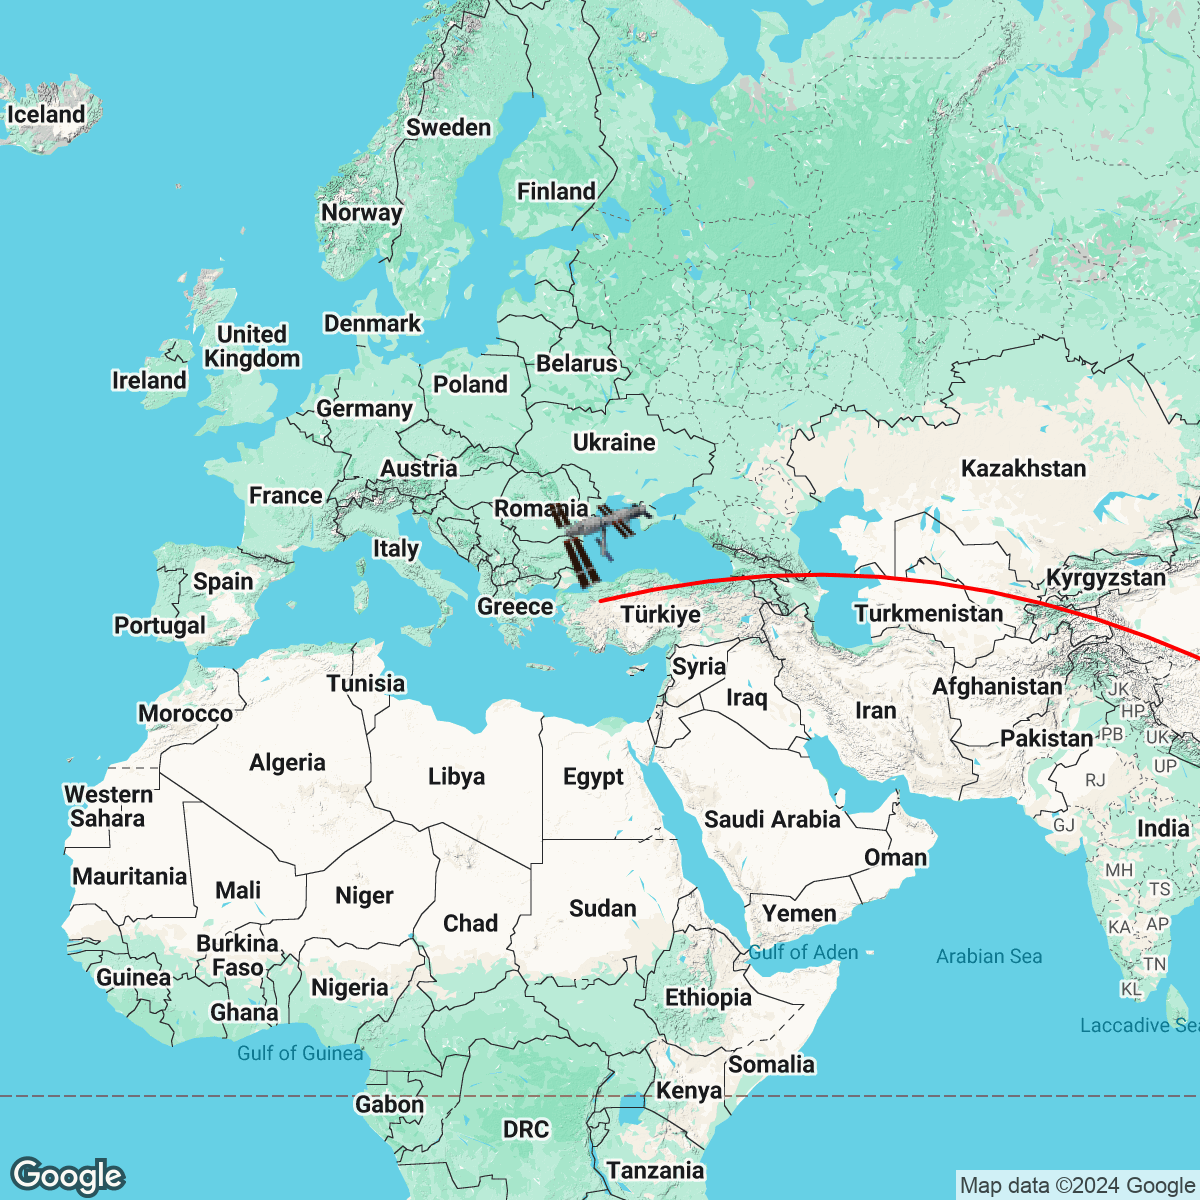 Iceland
Sweden
Finland
Norway
Denmark
United
Kingdom
Ireland
Belarus
Poland
Germany
Ukraine
Austria
Kazakhstan
France
Romania
Italy
Spain
Kyrgyzstan
Greece
Türkiye
Turkmenistan
Portugal
Syria
Tunisia
Afghanistan
JK
Iraq
Iran
HP
Morocco
Pakistan
PB
UK
Algeria
Libya
Egypt
UP
RJ
Western
Sahara
Saudi Arabia
GJ
India
Oman
MH
Mauritania
Mali
Niger
TS
Sudan
Yemen
Chad
KA
AP
Burkina
Faso
Gulf of Aden
Arabian Sea
TN
Guinea
Nigeria
KL
Ethiopia
Ghana
Laccadive Sea
Gulf of Guinea
Somalia
Kenya
Gabon
DRC
Tanzania
Google
Map data ©2024 Google